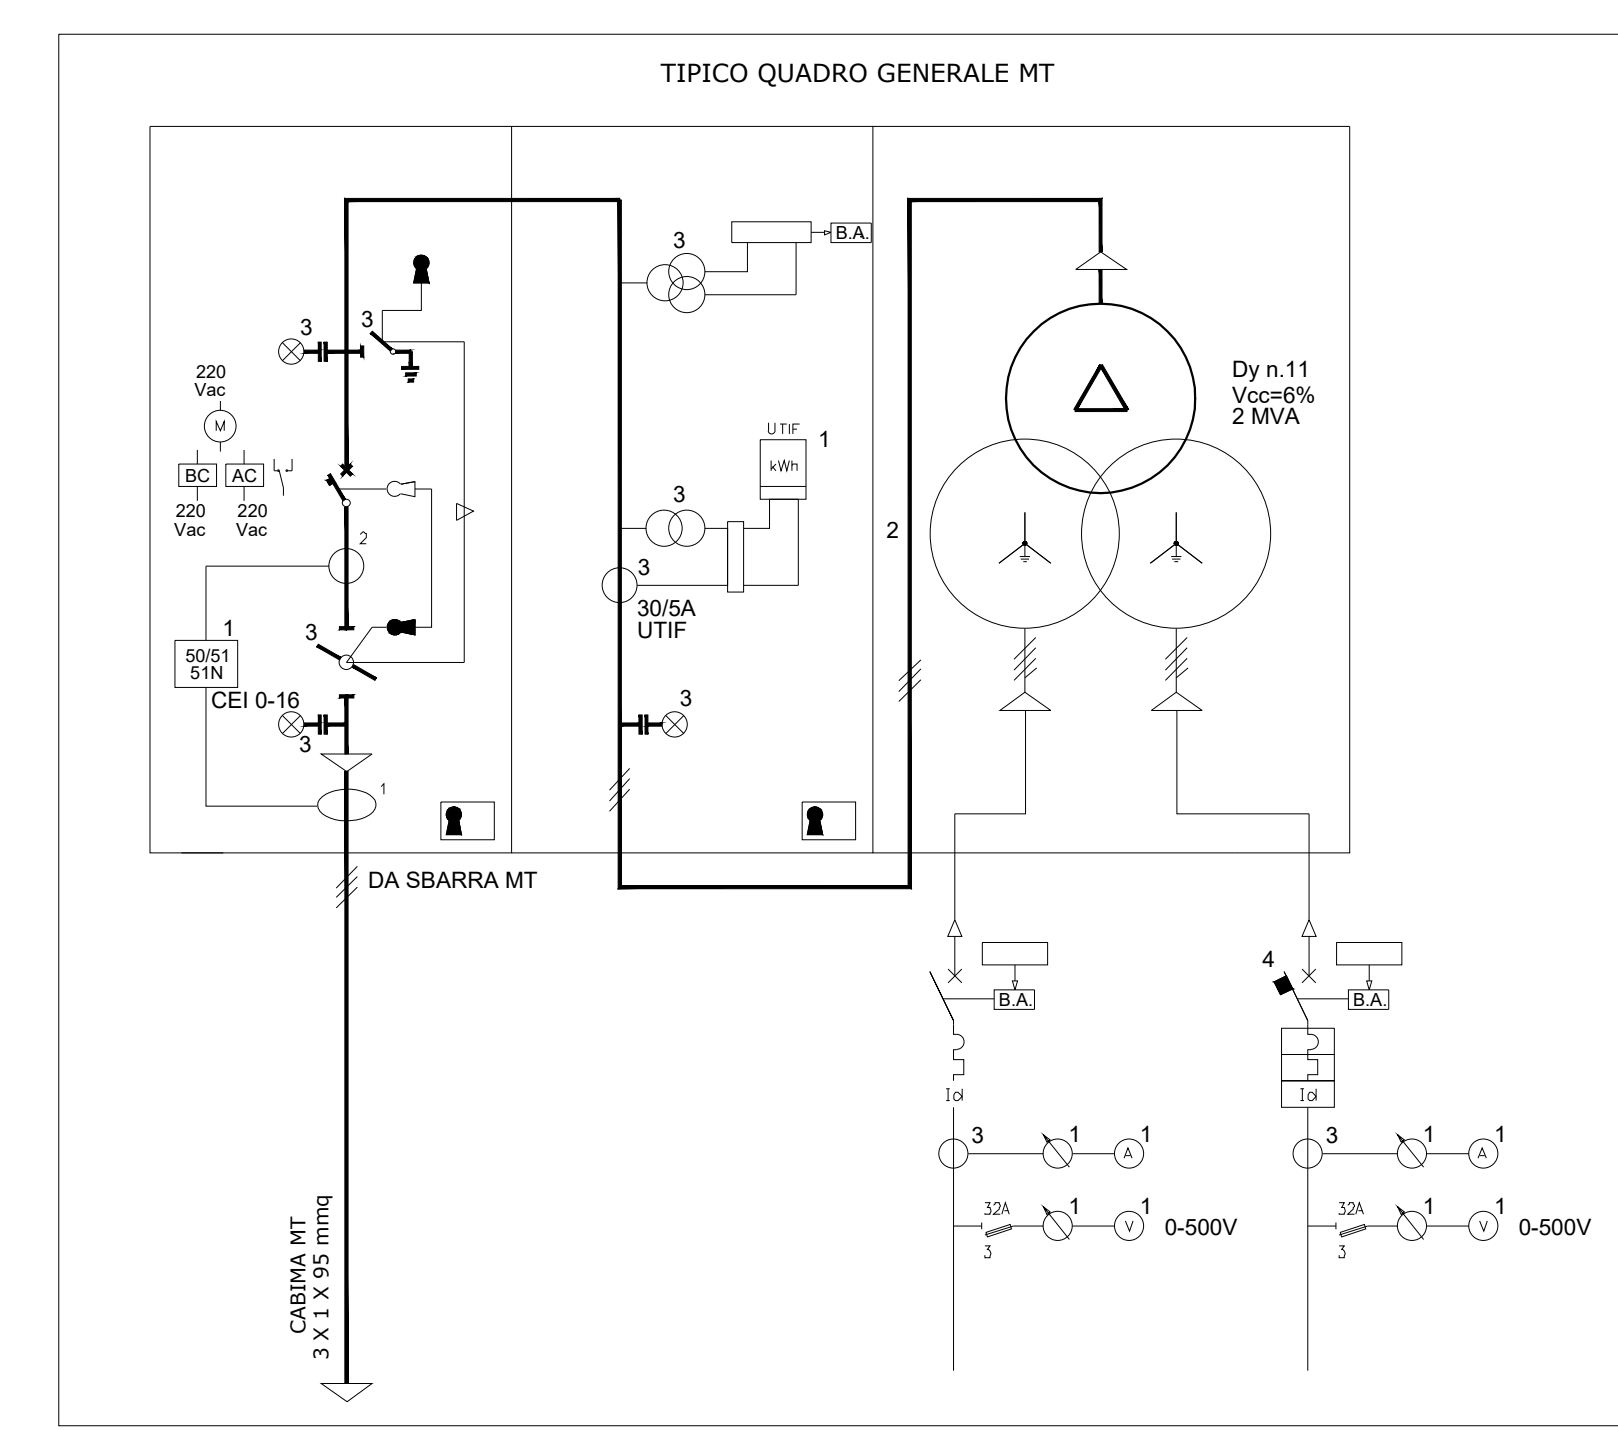 TIPICO QUADRO GENERALE MT
3
B.A.
3
3
220
Vac
M
BC
AC
220
Vac
220
Vac
2
1
50/51
51N
3
CEI 0-16
3
1
UTIF
kWh
1
3
3
30/5A
UTIF
3
2
Dy n.11
Vcc=6%
2 MVA
DA SBARRA MT
CABIMA MT
3 X 1 X 95 mmq
B.A.
Id
3
1
A
1
32A
3
1
V
1
0-500V
4
B.A.
Id
3
1
A
1
32A
3
1
V
1
0-500V